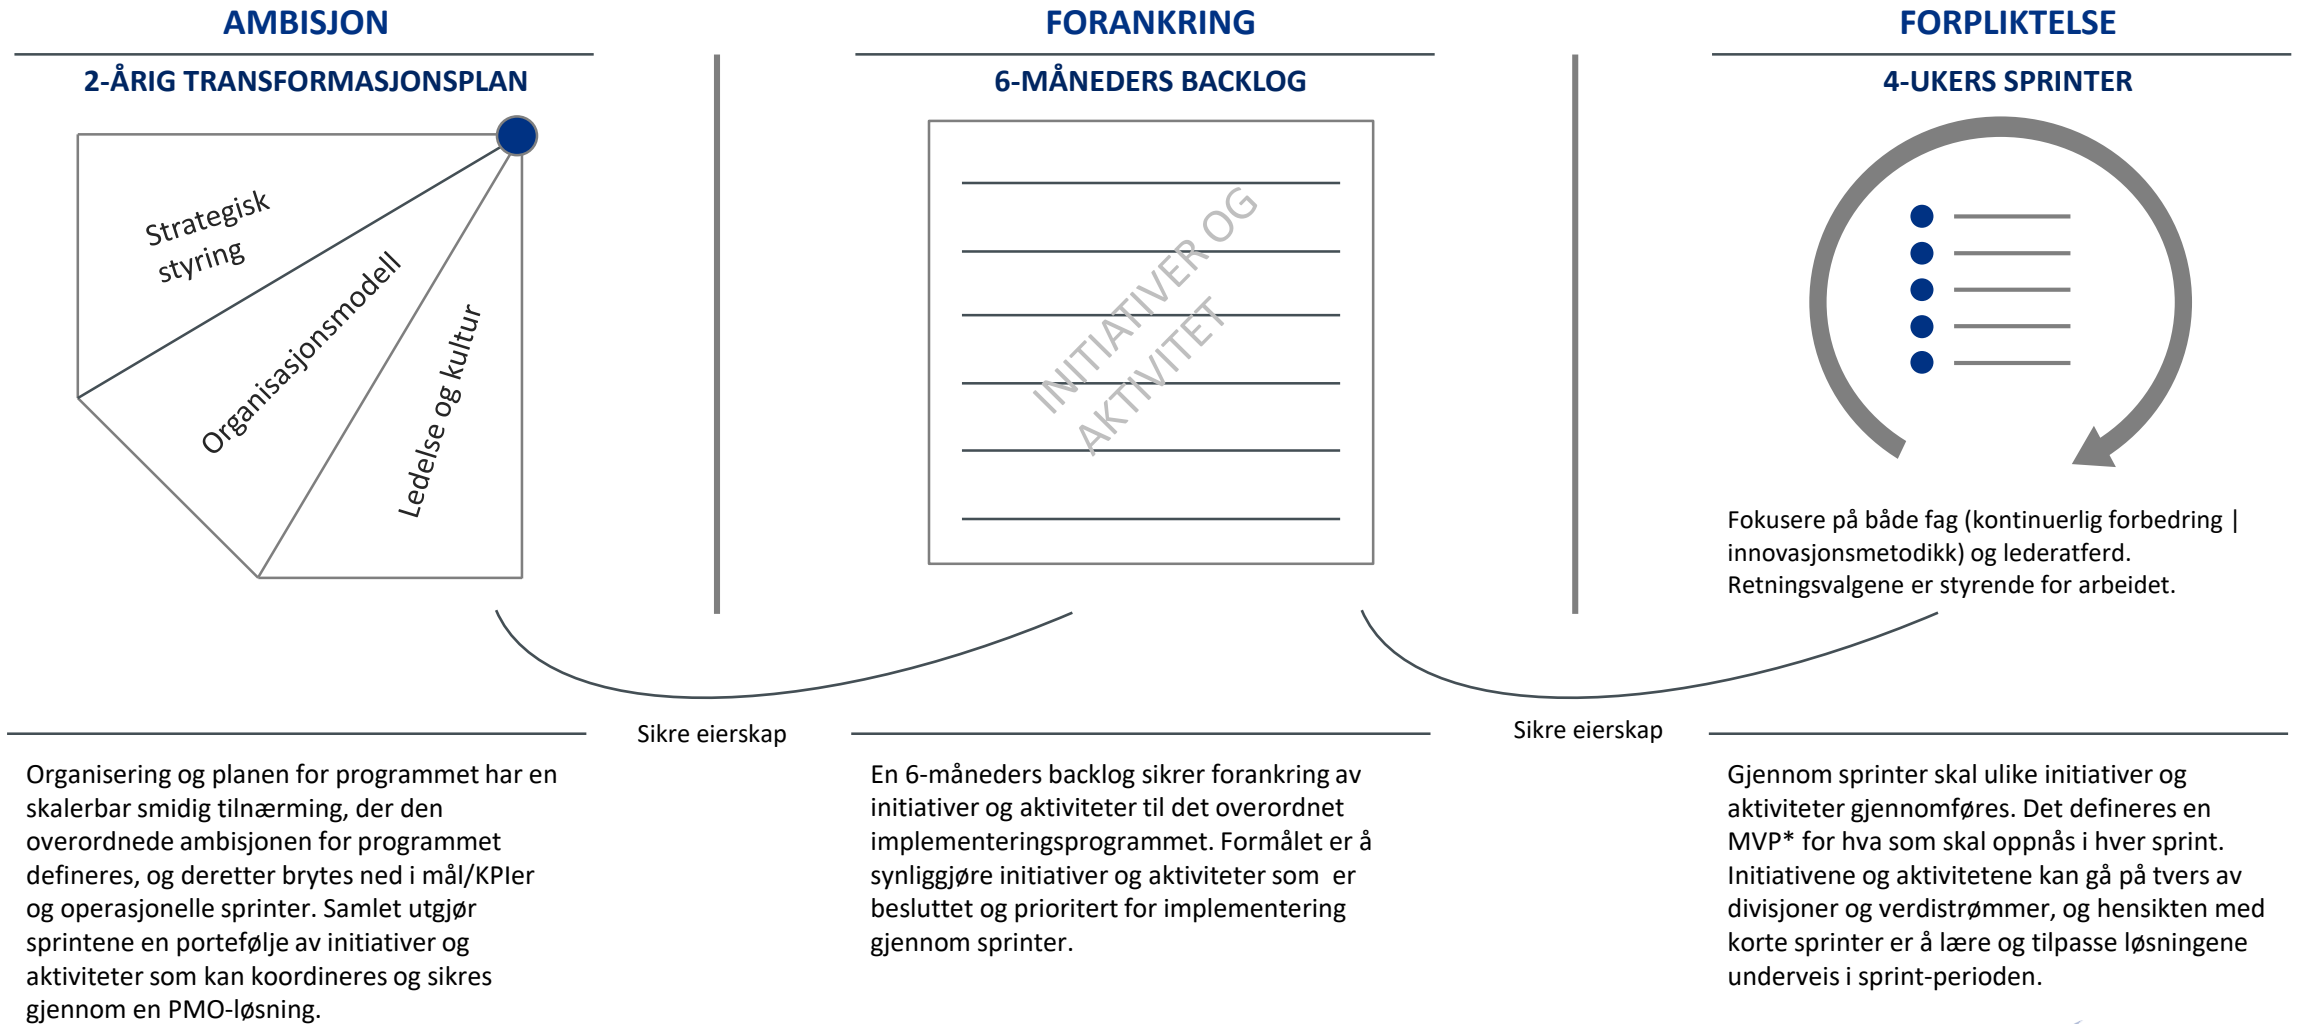 AMBISJON
2-ÅRIG TRANSFORMASJONSPLAN
Strategisk
styring
Organisasjonsmodell
Ledelse og kultur
FORANKRING
6-MÅNEDERS BACKLOG
INITIATIVER OG
AKTIVITET
FORPLIKTELSE
4-UKERS SPRINTER
Fokusere på både fag (kontinuerlig forbedring |
innovasjonsmetodikk) og lederatferd.
Retningsvalgene er styrende for arbeidet.
Sikre eierskap
Sikre eierskap
Organisering og planen for programmet har en
skalerbar smidig tilnærming, der den
overordnede ambisjonen for programmet
defineres, og deretter brytes ned i mål/KPIer
og operasjonelle sprinter. Samlet utgjør
sprintene en portefølje av initiativer og
aktiviteter som kan koordineres og sikres
gjennom en PMO-løsning.
En 6-måneders backlog sikrer forankring av
initiativer og aktiviteter til det overordnet
implementeringsprogrammet. Formålet er å
synliggjøre initiativer og aktiviteter som  er
besluttet og prioritert for implementering
gjennom sprinter.
Gjennom sprinter skal ulike initiativer og
aktiviteter gjennomføres. Det defineres en
MVP* for hva som skal oppnås i hver sprint.
Initiativene og aktivitetene kan gå på tvers av
divisjoner og verdistrømmer, og hensikten med
korte sprinter er å lære og tilpasse løsningene
underveis i sprint-perioden.